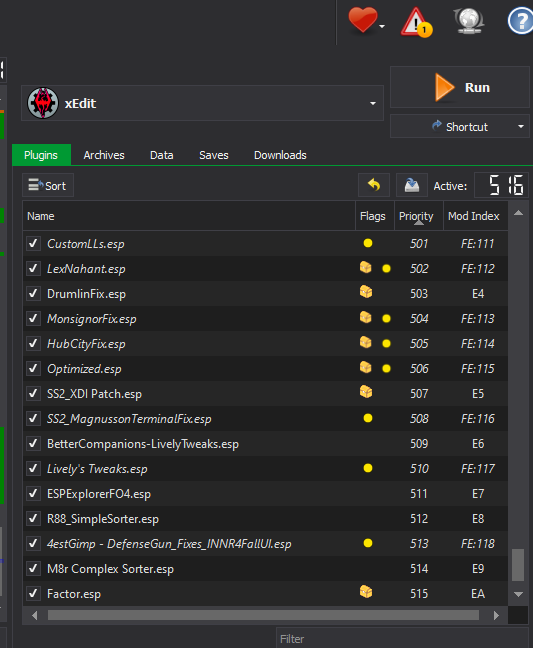 1
xEdit
Run
Shortcut
Plugins Archives Data Saves Downloads
Sort Active: 516
Name Flags Priority Mod Index
CustomLLs.esp 501 FE:111
LexNahant.esp 502 FE:112
DrumlinFix.esp 503 E4
MonsignorFix.esp 504 FE:113
HubCityFix.esp 505 FE:114
Optimized.esp 506 FE:115
SS2_XDI Patch.esp 507 E5
SS2_MagnussonTerminalFix.esp 508 FE:116
BetterCompanions-LivelyTweaks.esp 509 E6
Lively's Tweaks.esp 510 FE:117
ESPExplorerFO4.esp 511 E7
R88_SimpleSorter.esp 512 E8
4estGimp - DefenseGun_Fixes_INNR4FallUI.esp 513 FE:118
M8r Complex Sorter.esp 514 E9
Factor.esp 515 EA
Filter